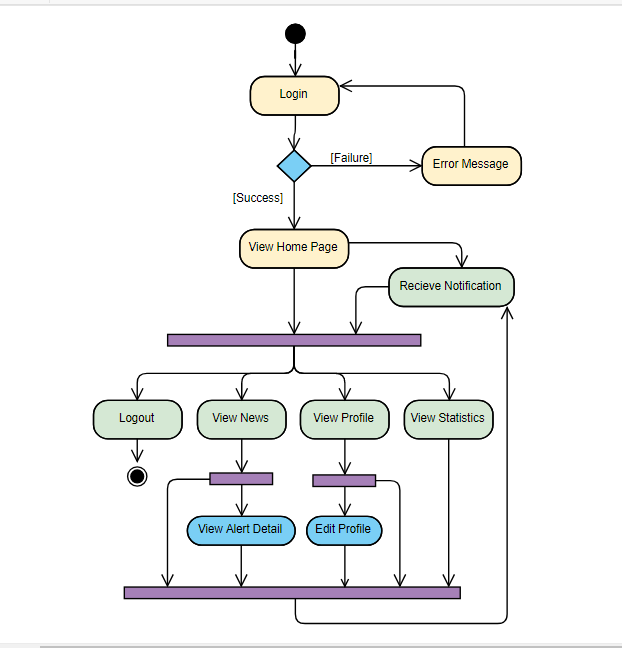 Login
[Failure]
Error Message
[Success]
View Home Page
Recieve Notification
Logout
View News
View Profile
View Statistics
View Alert Detail
Edit Profile